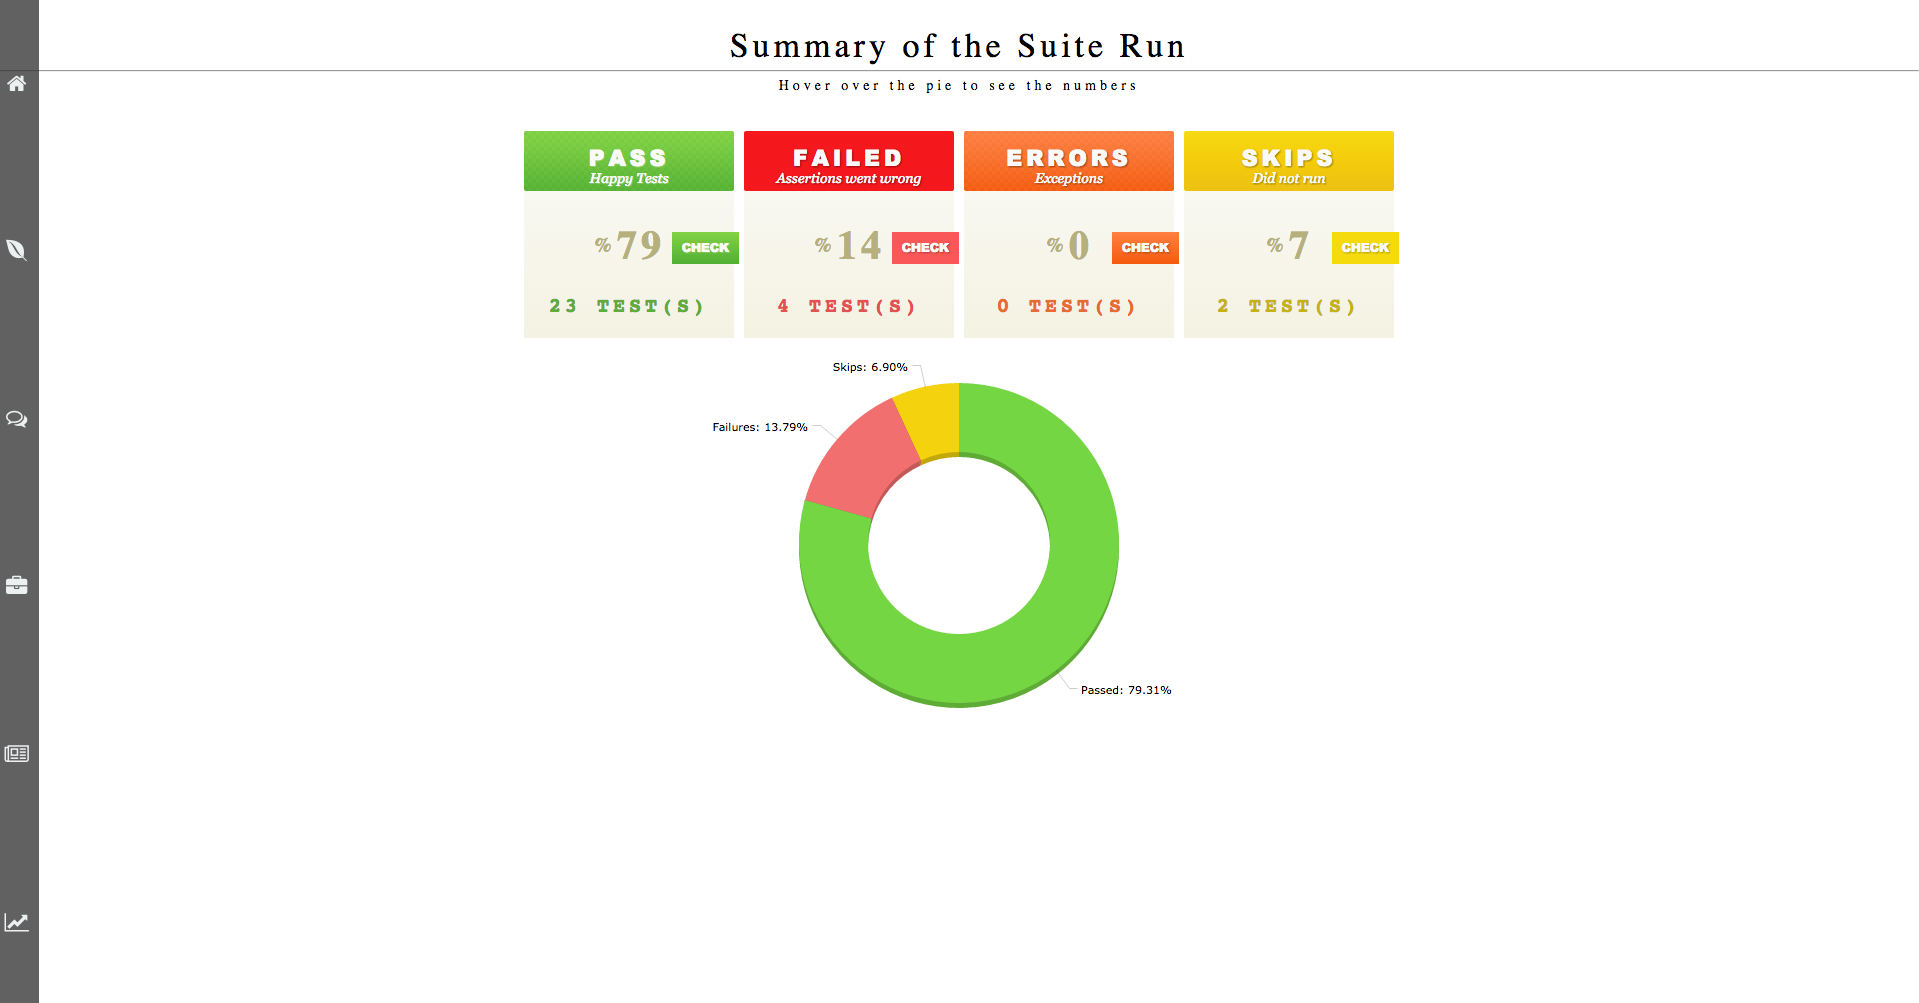 Summary of the Suite Run
Hover over the pie to see the numbers
PASS
Happy Tests
% 79 CHECK
23 TEST(S)
FAILED
Assertions went wrong
% 14 CHECK
4 TEST(S)
ERRORS
Exceptions
% 0 CHECK
0 TEST(S)
SKIPS
Did not run
% 7 CHECK
2 TEST(S)
Skips: 6.90%
Failures: 13.79%
Passed: 79.31%